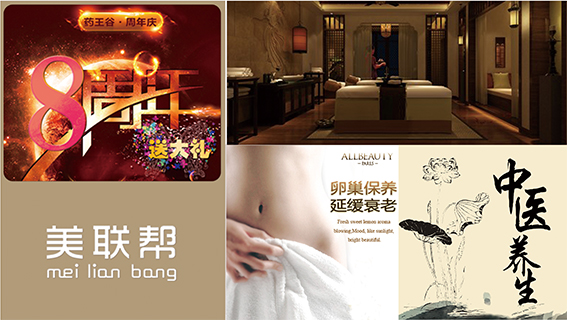 药王谷·周年庆
8周年
送大礼
美联帮
mei lian bang
ALLBEAUTY
PARLI
卵巢保养
延缓衰老
Fresh sweet lemon aroma
blowing.Mood, like sunlight,
bright beautiful.
中医养生